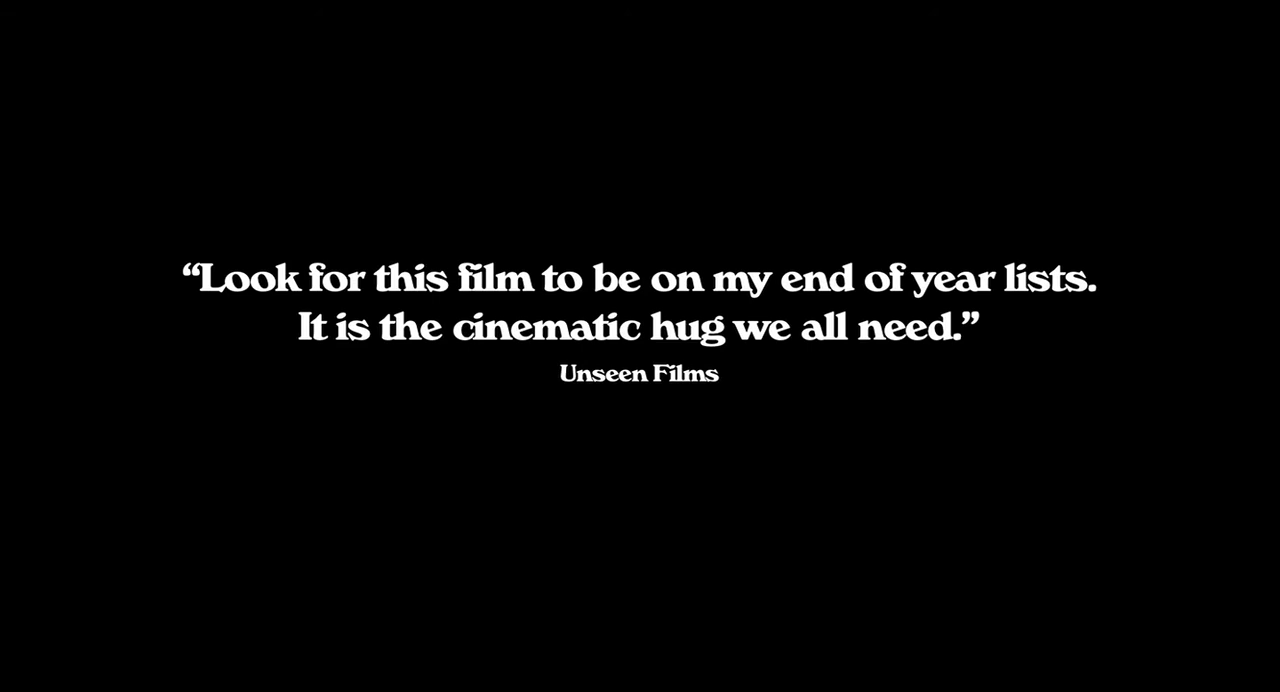 “Look for this film to be on my end of year lists.
It is the cinematic hug we all need.”
Unseen Films